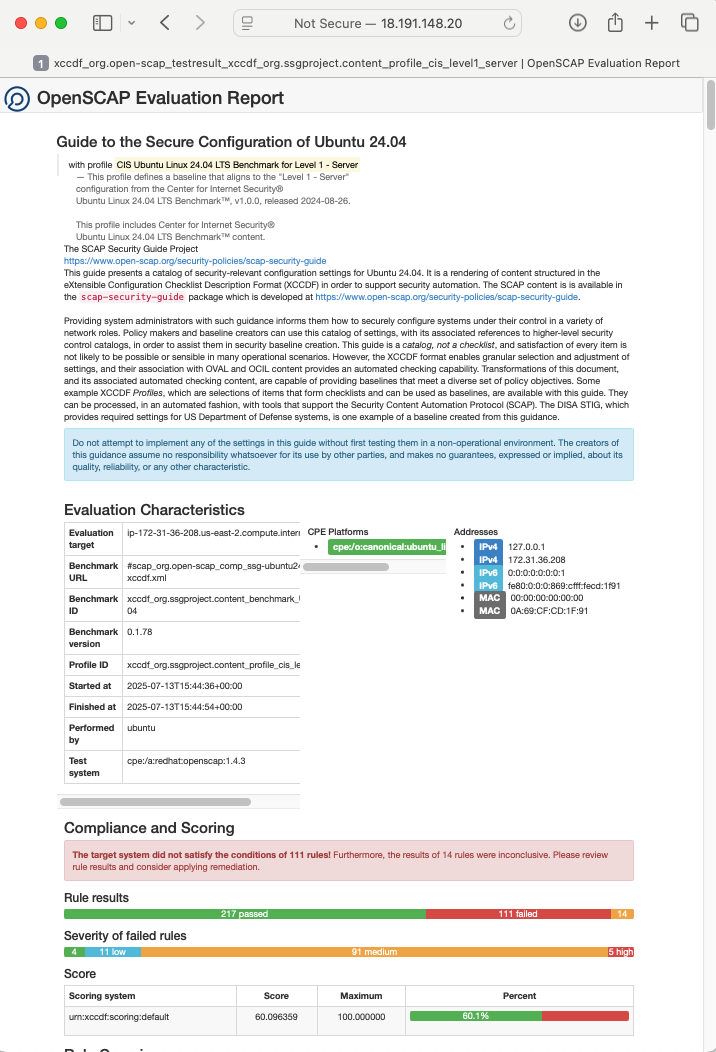 Not Secure — 18.191.148.20
1 xccdf_org.open-scap_testresult_xccdf_org.ssgproject.content_profile_cis_level1_server | OpenSCAP Evaluation Report
OpenSCAP Evaluation Report
Guide to the Secure Configuration of Ubuntu 24.04
with profile CIS Ubuntu Linux 24.04 LTS Benchmark for Level 1 - Server
— This profile defines a baseline that aligns to the "Level 1 - Server"
configuration from the Center for Internet Security®
Ubuntu Linux 24.04 LTS Benchmark™, v1.0.0, released 2024-08-26.
This profile includes Center for Internet Security®
Ubuntu Linux 24.04 LTS Benchmark™ content.
The SCAP Security Guide Project
https://www.open-scap.org/security-policies/scap-security-guide
This guide presents a catalog of security-relevant configuration settings for Ubuntu 24.04. It is a rendering of content structured in the
eXtensible Configuration Checklist Description Format (XCCDF) in order to support security automation. The SCAP content is is available in
the scap-security-guide package which is developed at https://www.open-scap.org/security-policies/scap-security-guide.
Providing system administrators with such guidance informs them how to securely configure systems under their control in a variety of
network roles. Policy makers and baseline creators can use this catalog of settings, with its associated references to higher-level security
control catalogs, in order to assist them in security baseline creation. This guide is a catalog, not a checklist, and satisfaction of every item is
not likely to be possible or sensible in many operational scenarios. However, the XCCDF format enables granular selection and adjustment of
settings, and their association with OVAL and OCIL content provides an automated checking capability. Transformations of this document,
and its associated automated checking content, are capable of providing baselines that meet a diverse set of policy objectives. Some
example XCCDF Profiles, which are selections of items that form checklists and can be used as baselines, are available with this guide. They
can be processed, in an automated fashion, with tools that support the Security Content Automation Protocol (SCAP). The DISA STIG, which
provides required settings for US Department of Defense systems, is one example of a baseline created from this guidance.
Do not attempt to implement any of the settings in this guide without first testing them in a non-operational environment. The creators of
this guidance assume no responsibility whatsoever for its use by other parties, and makes no guarantees, expressed or implied, about its
quality, reliability, or any other characteristic.
Evaluation Characteristics
Evaluation target ip-172-31-36-208.us-east-2.compute.intern
Benchmark URL #scap_org.open-scap_comp_ssg-ubuntu24
xccdf.xml
Benchmark ID xccdf_org.ssgproject.content_benchmark_U
04
Benchmark version 0.1.78
Profile ID xccdf_org.ssgproject.content_profile_cis_le
Started at 2025-07-13T15:44:36+00:00
Finished at 2025-07-13T15:44:54+00:00
Performed by ubuntu
Test system cpe:/a:redhat:openscap:1.4.3
CPE Platforms
cpe:/o:canonical:ubuntu_li
Addresses
IPv4 127.0.0.1
IPv4 172.31.36.208
IPv6 0:0:0:0:0:0:0:1
IPv6 fe80:0:0:0:869:cfff:fecd:1f91
MAC 00:00:00:00:00:00
MAC 0A:69:CF:CD:1F:91
Compliance and Scoring
The target system did not satisfy the conditions of 111 rules! Furthermore, the results of 14 rules were inconclusive. Please review
rule results and consider applying remediation.
Rule results
217 passed 111 failed 14
Severity of failed rules
4 11 low 91 medium 5 high
Score
Scoring system Score Maximum Percent
urn:xccdf:scoring:default 60.096359 100.000000 60.1%